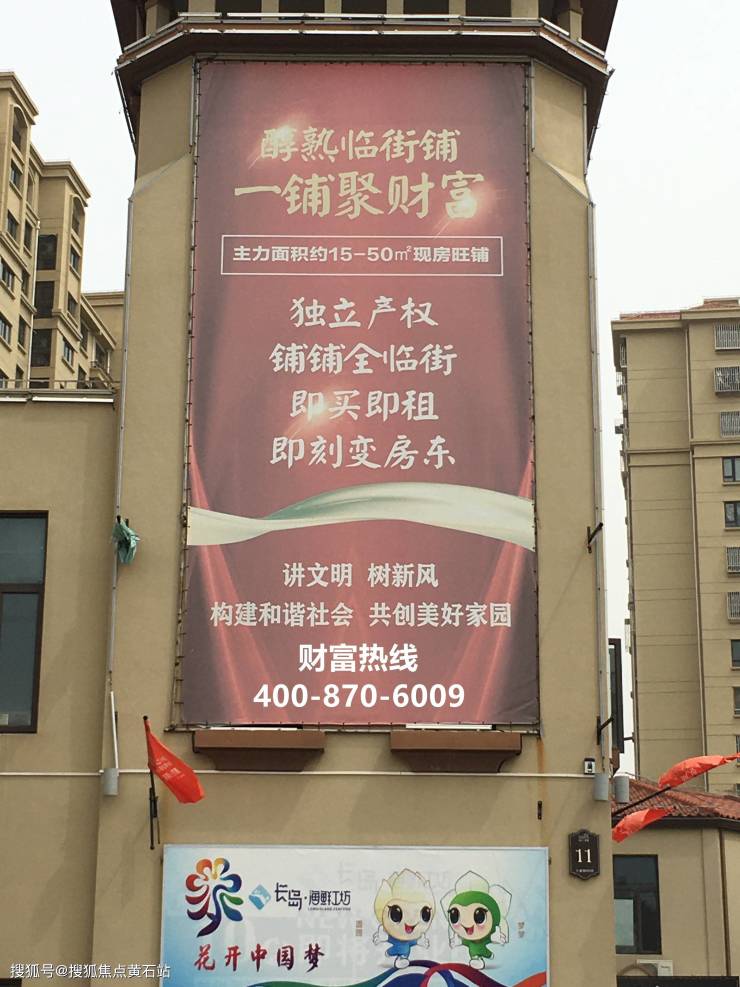 醇熟临街铺
一铺聚财富
主力面积约15-50㎡现房旺铺
独立产权
铺铺全临街
即买即租
即刻变房东
讲文明 树新风
构建和谐社会 共创美好家园
财富热线
400-870-6009
11
长岛·海鲜工坊
花开中国梦
搜狐号@搜狐焦点黄石站